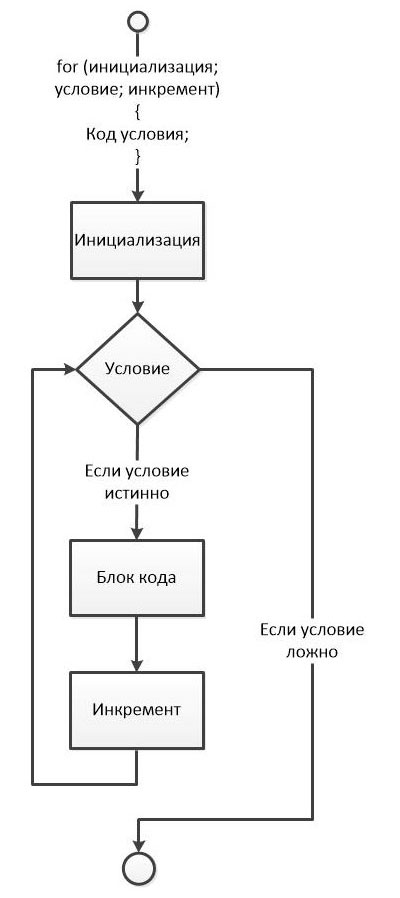 for (инициализация;
условие; инкремент)
{
Код условия;
}
Инициализация
Условие
Если условие
истинно
Блок кода
Если условие
ложно
Инкремент